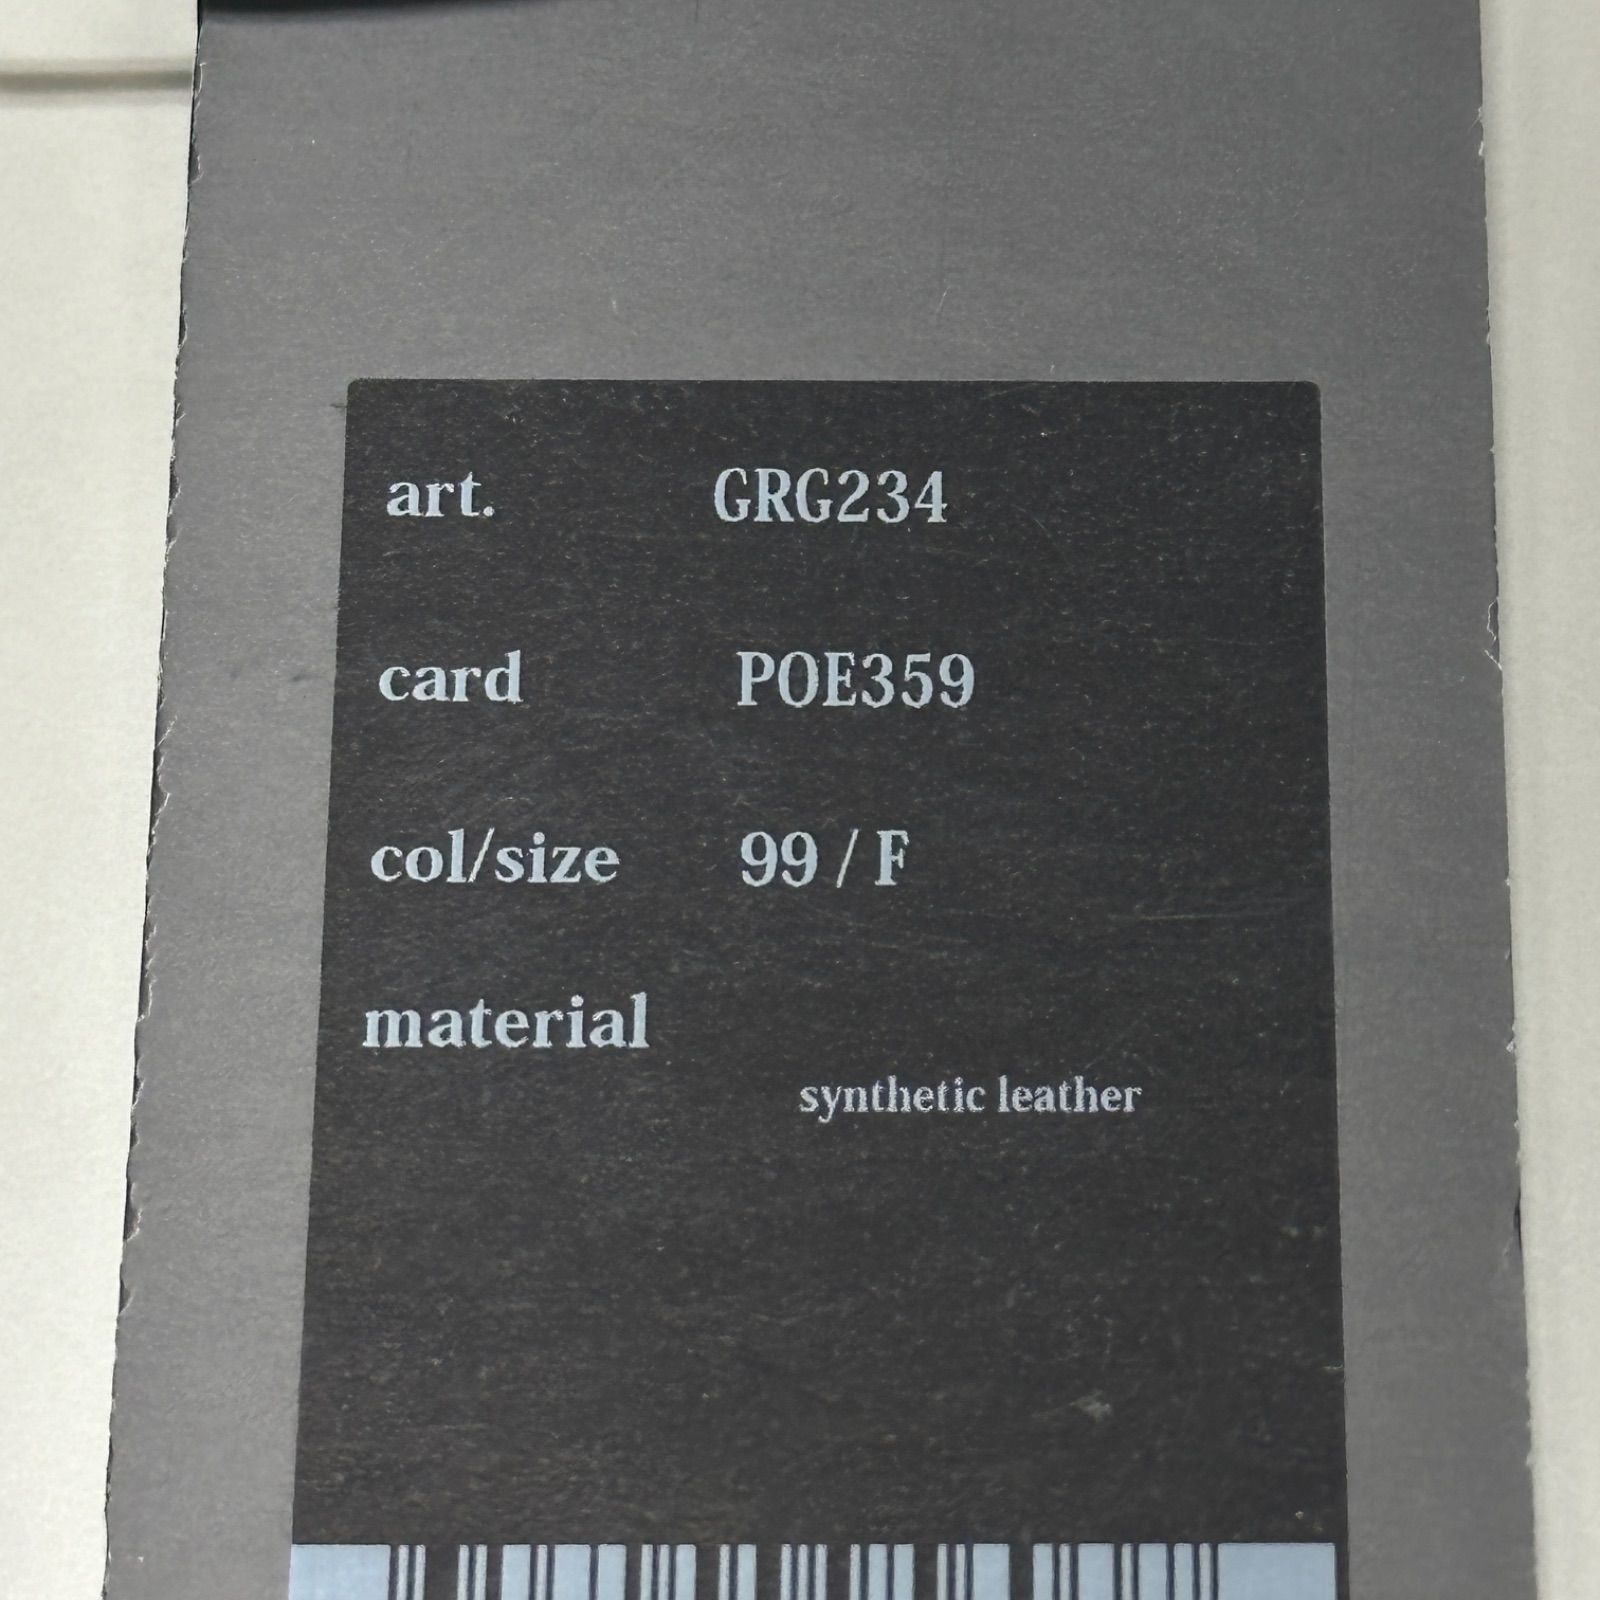 art. GRG234
card POE359
col/size 99 / F
material
synthetic leather